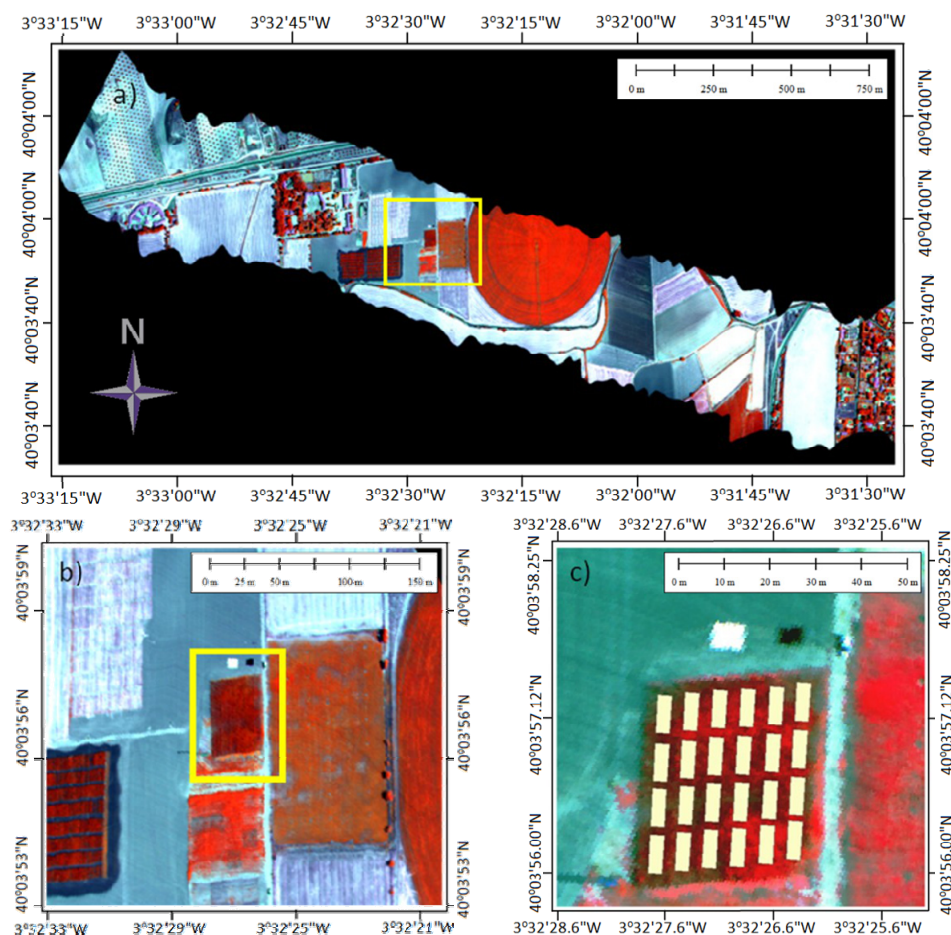 3°33'15"W 3°33'00"W 3°32'45"W 3°32'30"W 3°32'15"W 3°32'00"W 3°31'45"W 3°31'30"W
a)
0 m 250 m 500 m 750 m
40°04'00"N 40°04'00"N
40°04'00"N 40°04'00"N
40°03'40"N 40°03'40"N
N
40°03'40"N 40°03'40"N
3°33'15"W 3°33'00"W 3°32'45"W 3°32'30"W 3°32'15"W 3°32'00"W 3°31'45"W 3°31'30"W
3°32'33"W 3°32'29"W 3°32'25"W 3°32'21"W
b)
0 m 25 m 50 m 100 m 150 m
40°03'59"N 40°03'59"N
40°03'56"N 40°03'56"N
40°03'53"N 40°03'53"N
3°32'33"W 3°32'29"W 3°32'25"W 3°32'21"W
3°32'28.6"W 3°32'27.6"W 3°32'26.6"W 3°32'25.6"W
c)
0 m 10 m 20 m 30 m 40 m 50 m
40°03'58.25"N 40°03'58.25"N
40°03'57.12"N 40°03'57.12"N
40°03'56.00"N 40°03'56.00"N
3°32'28.6"W 3°32'27.6"W 3°32'26.6"W 3°32'25.6"W